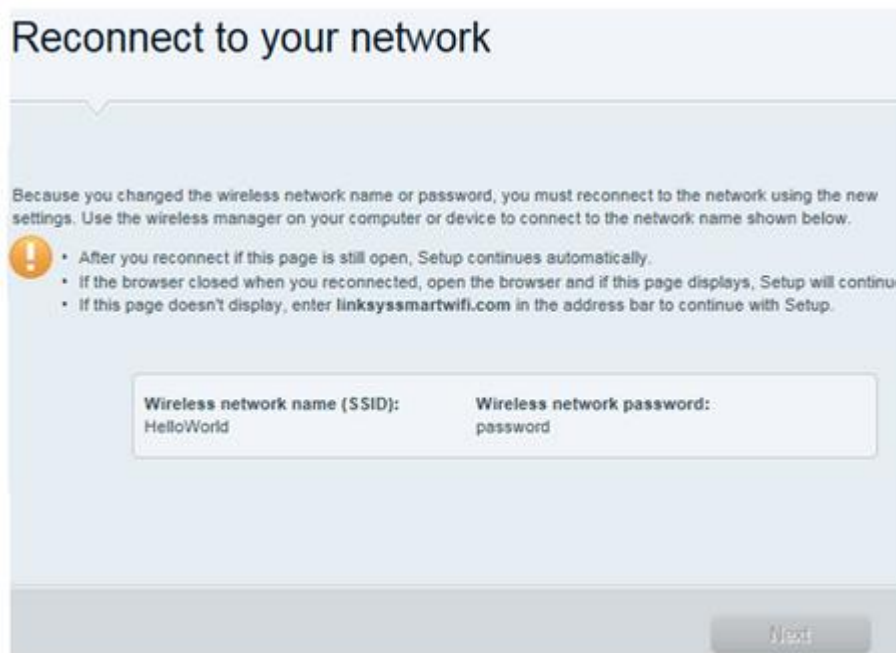 Reconnect to your network
Because you changed the wireless network name or password, you must reconnect to the network using the new
settings. Use the wireless manager on your computer or device to connect to the network name shown below.
• After you reconnect if this page is still open, Setup continues automatically.
• If the browser closed when you reconnected, open the browser and if this page displays, Setup will continue
• If this page doesn't display, enter linksyssmartwifi.com in the address bar to continue with Setup.
Wireless network name (SSID): Wireless network password:
HelloWorld password
Next